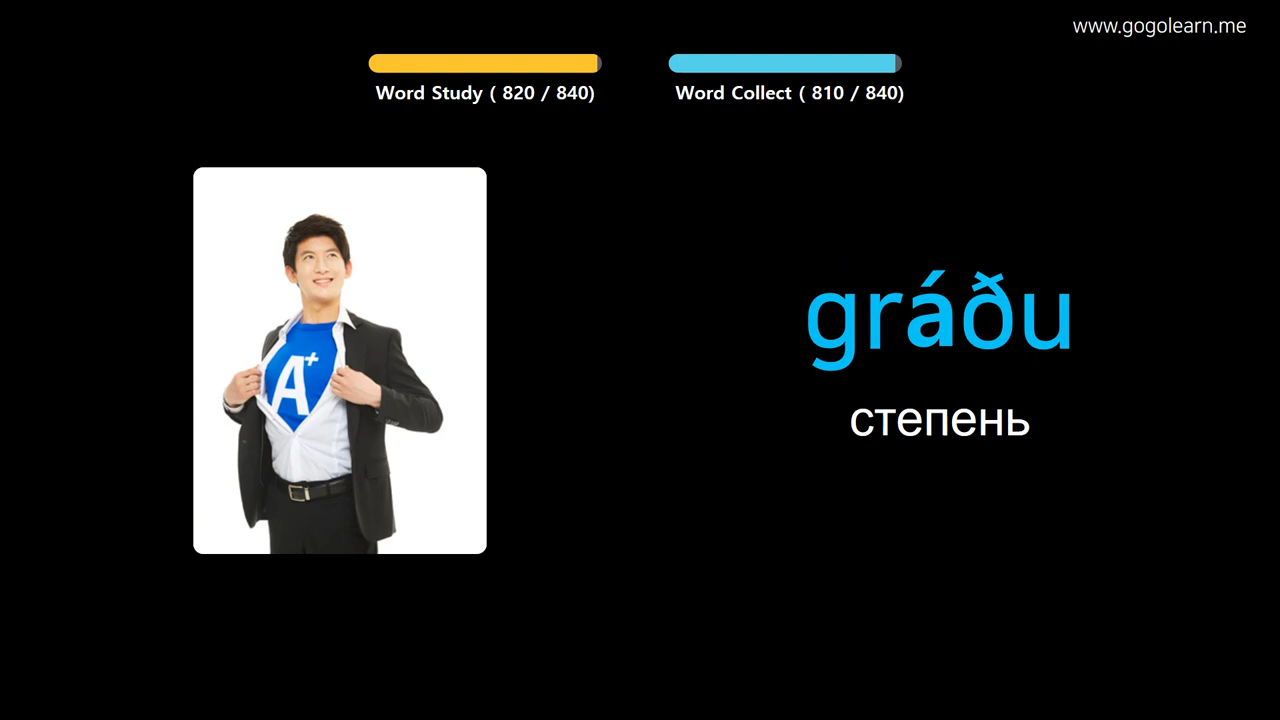 www.gogolearn.me
Word Study ( 820 / 840)
Word Collect ( 810 / 840)
A+
gráðu
степень